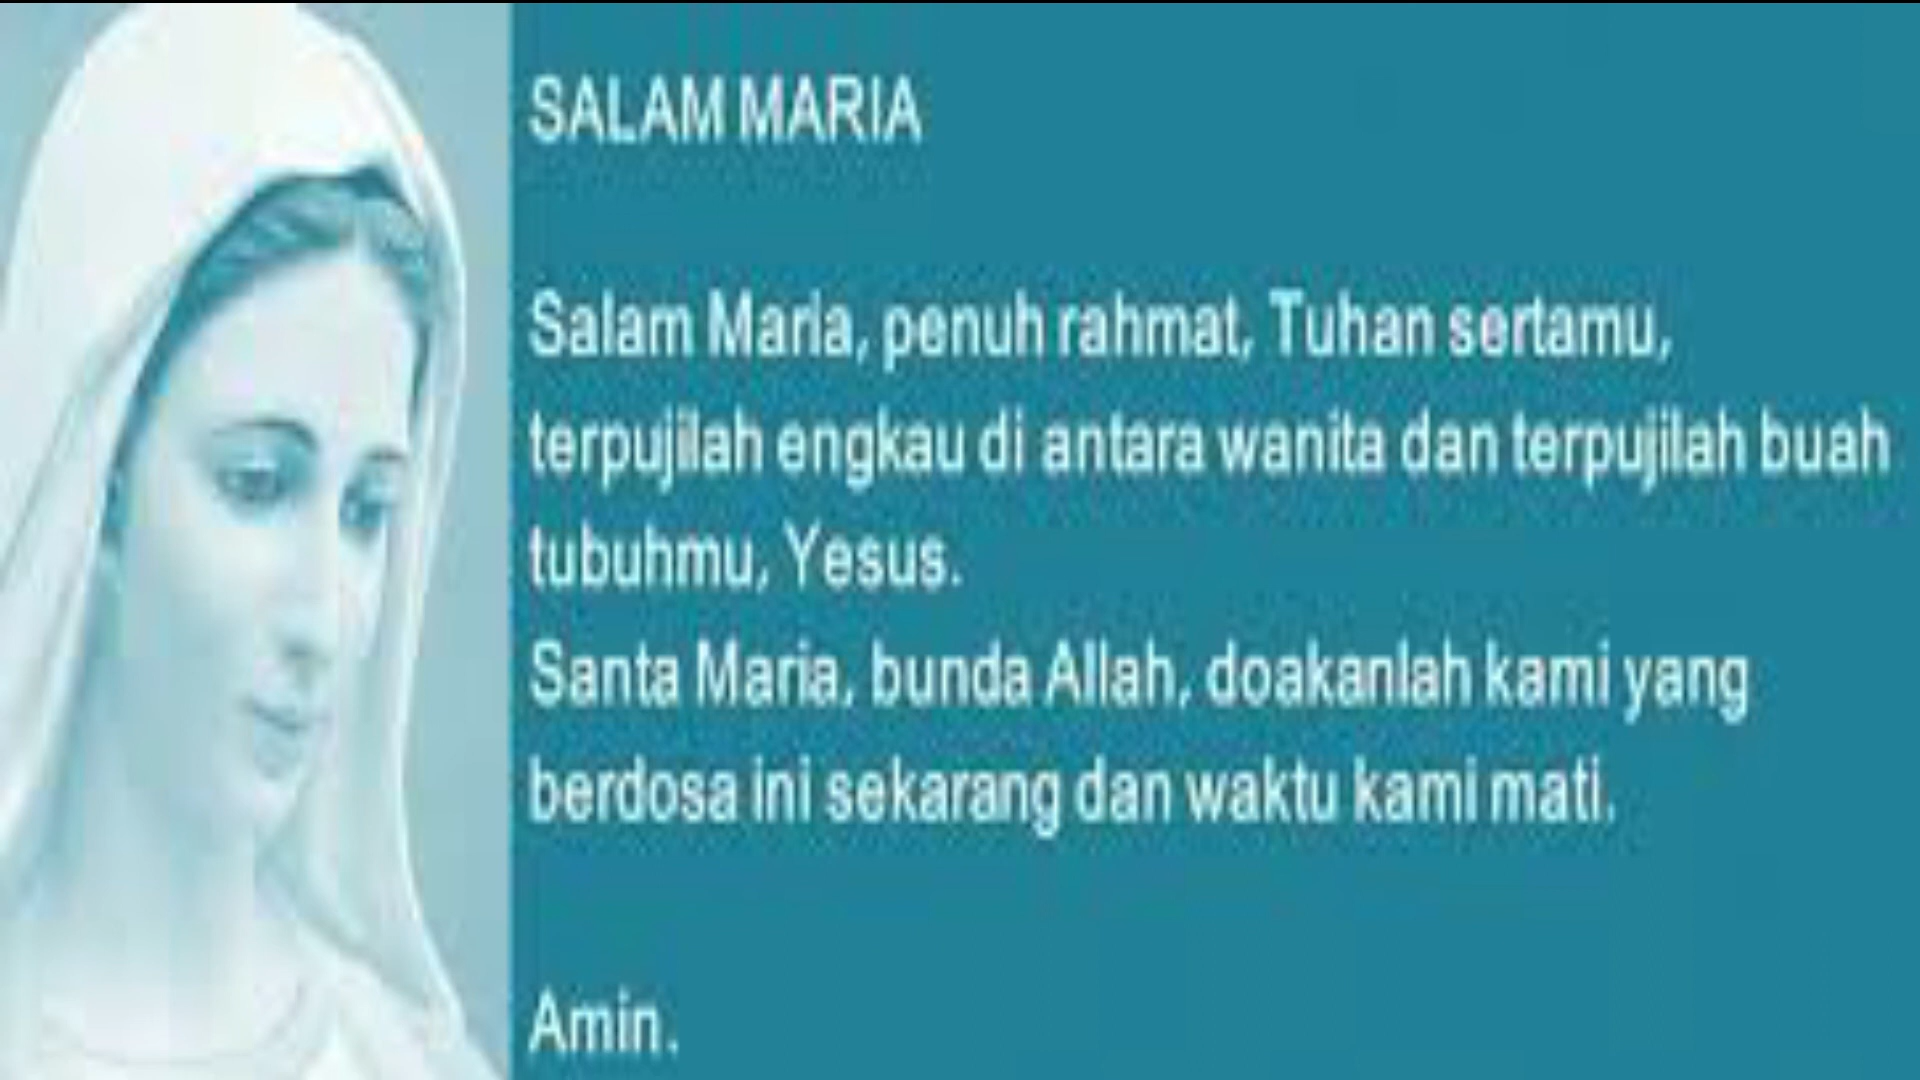 SALAM MARIA
Salam Maria, penuh rahmat, Tuhan sertamu,
terpujilah engkau di antara wanita dan terpujilah buah
tubuhmu, Yesus.
Santa Maria, bunda Allah, doakanlah kami yang
berdosa ini sekarang dan waktu kami mati.
Amin.